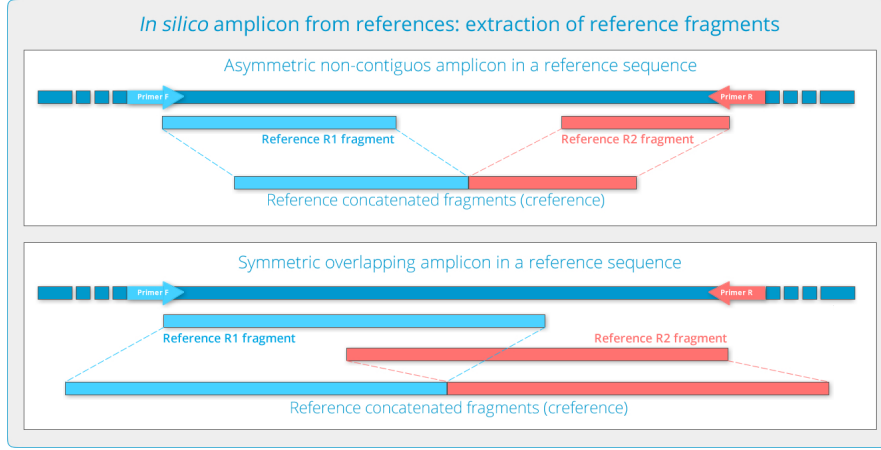 In silico amplicon from references: extraction of reference fragments
Asymmetric non-contiguos amplicon in a reference sequence
Primer F
Primer R
Reference R1 fragment
Reference R2 fragment
Reference concatenated fragments (creference)
Symmetric overlapping amplicon in a reference sequence
Primer F
Primer R
Reference R1 fragment
Reference R2 fragment
Reference concatenated fragments (creference)